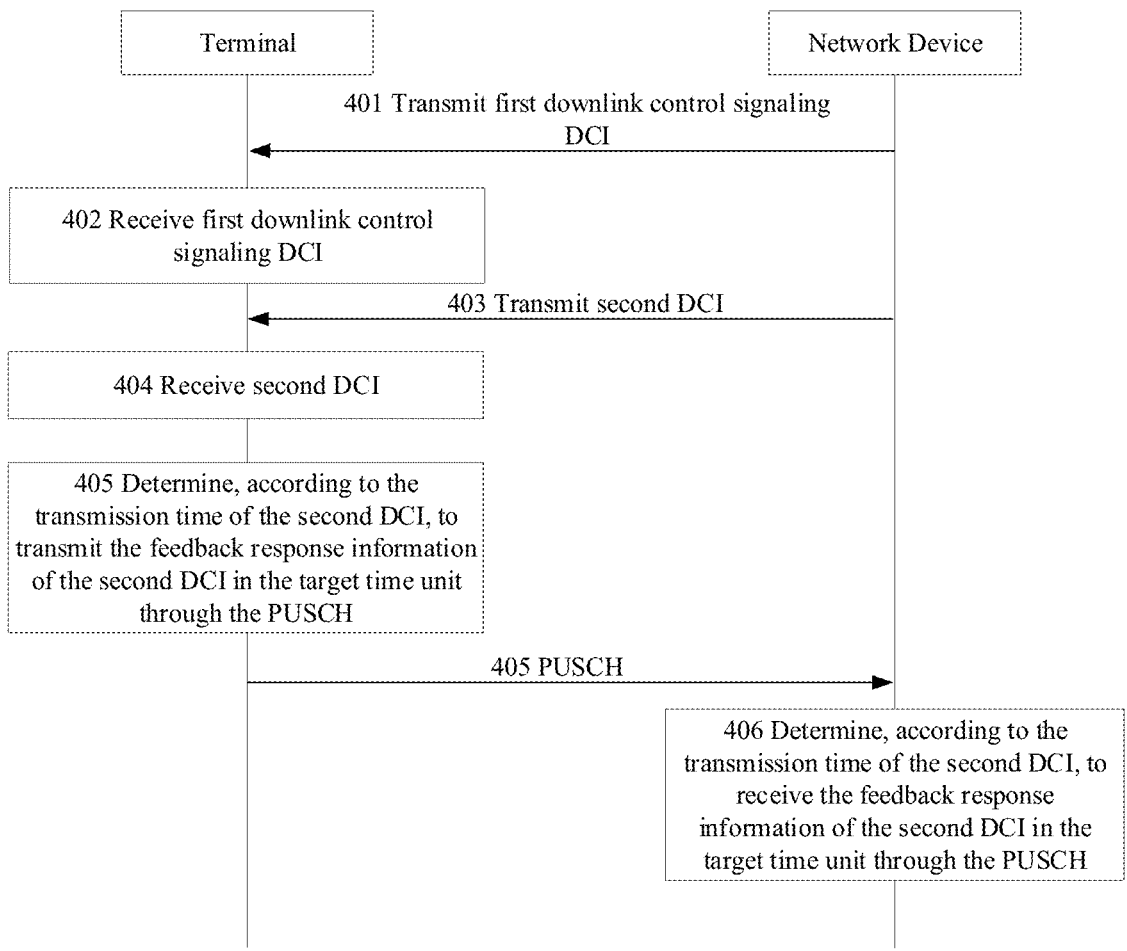 Terminal
Network Device
401 Transmit first downlink control signaling
DCI
402 Receive first downlink control
signaling DCI
403 Transmit second DCI
404 Receive second DCI
405 Determine, according to the
transmission time of the second DCI, to
transmit the feedback response information
of the second DCI in the target time unit
through the PUSCH
405 PUSCH
406 Determine, according to the
transmission time of the second DCI, to
receive the feedback response
information of the second DCI in the
target time unit through the PUSCH